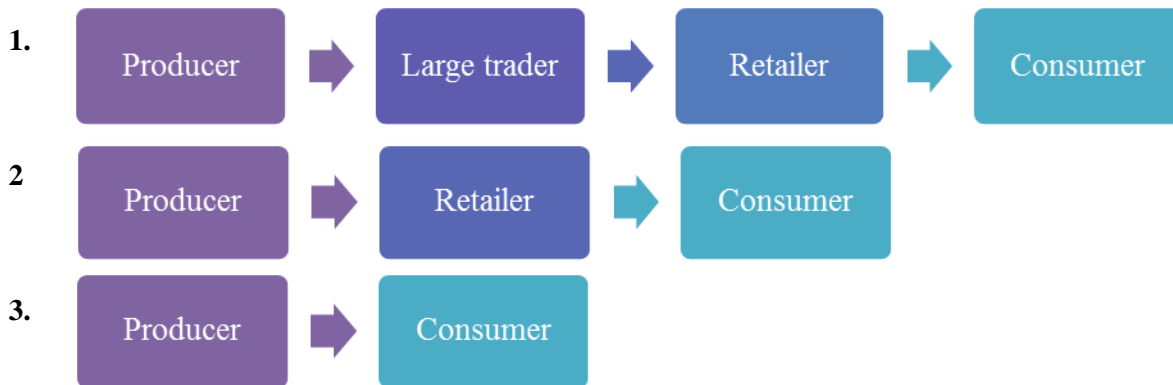 1. Producer Large trader Retailer Consumer
2 Producer Retailer Consumer
3. Producer Consumer